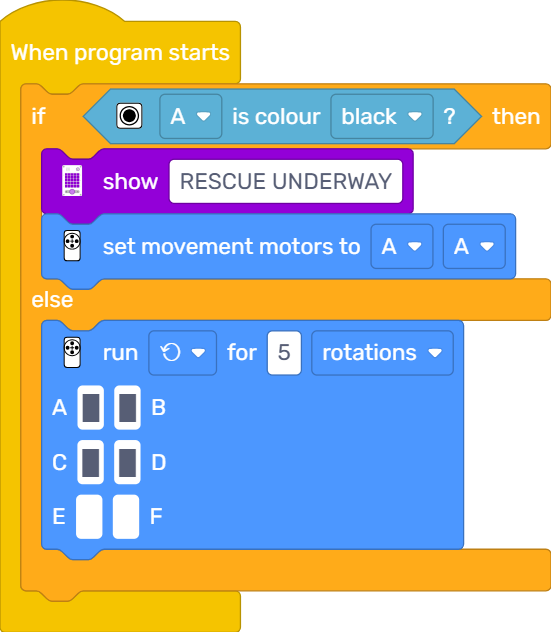 When program starts
if A is colour black ? then
show RESCUE UNDERWAY
set movement motors to A A
else
run for 5 rotations
A B
C D
E F